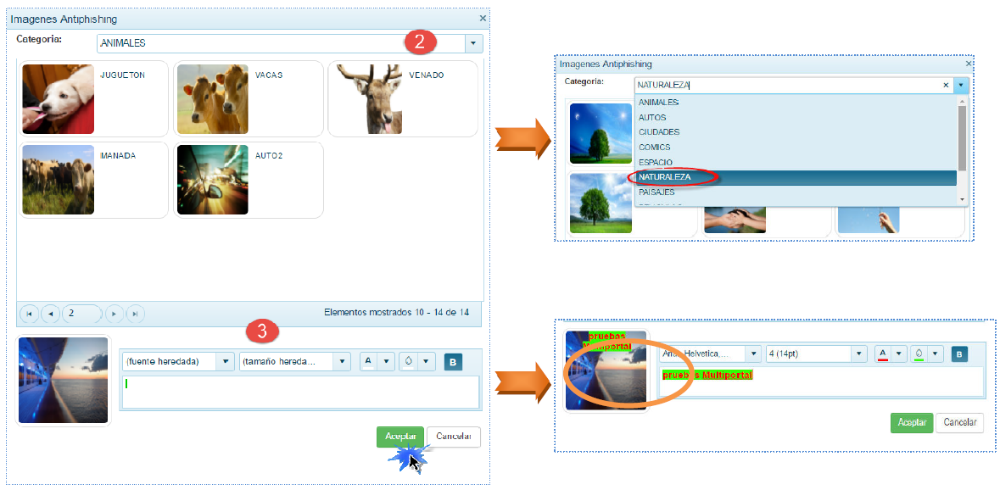 Imagenes Antiphishing
Categoria:
ANIMALES
2
JUGUETON
VACAS
VENADO
MANADA
AUTO2
2
Elementos mostrados 10 - 14 de 14
3
(fuente heredada)
(tamaño hereda...
A
B
Aceptar
Cancelar
Imagenes Antiphishing
Categoria:
NATURALEZA
ANIMALES
AUTOS
CIUDADES
COMICS
ESPACIO
NATURALEZA
PAISAJES
pruebas
Multiportal
Arial, Helvetica,...
4 (14pt)
A
B
pruebas Multiportal
Aceptar
Cancelar